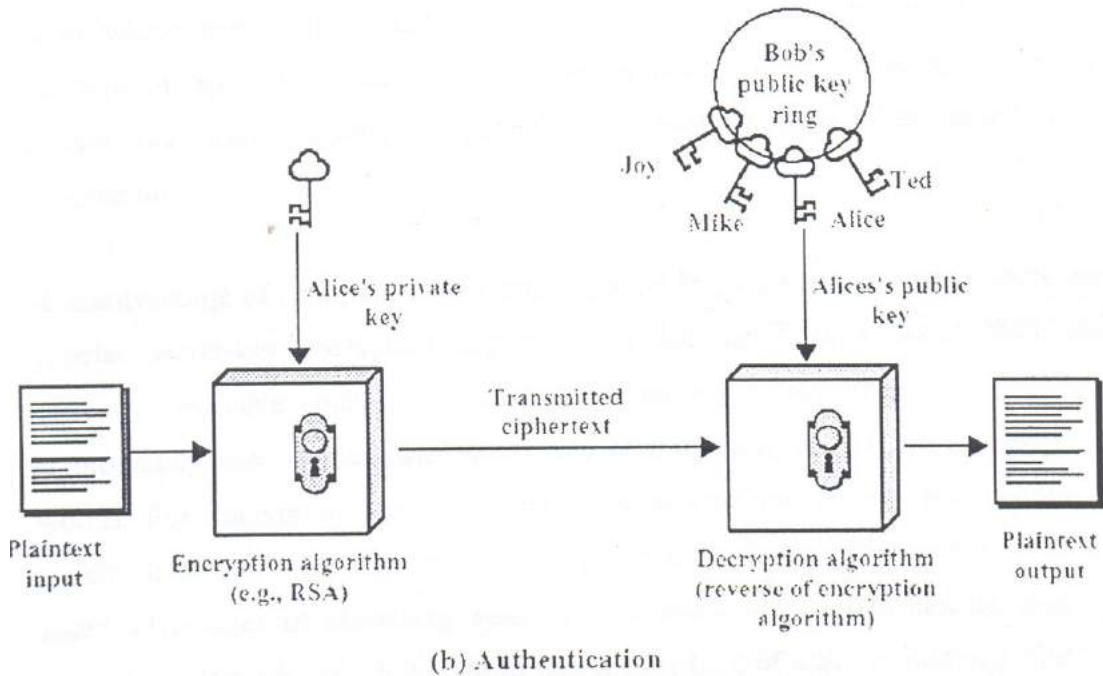 Bob's
public key
ring
Joy
Mike
Alice
Ted
Alice's private
key
Alices's public
key
Transmitted
ciphertext
Plaintext
input
Encryption algorithm
(e.g., RSA)
Decryption algorithm
(reverse of encryption
algorithm)
Plaintext
output
(b) Authentication